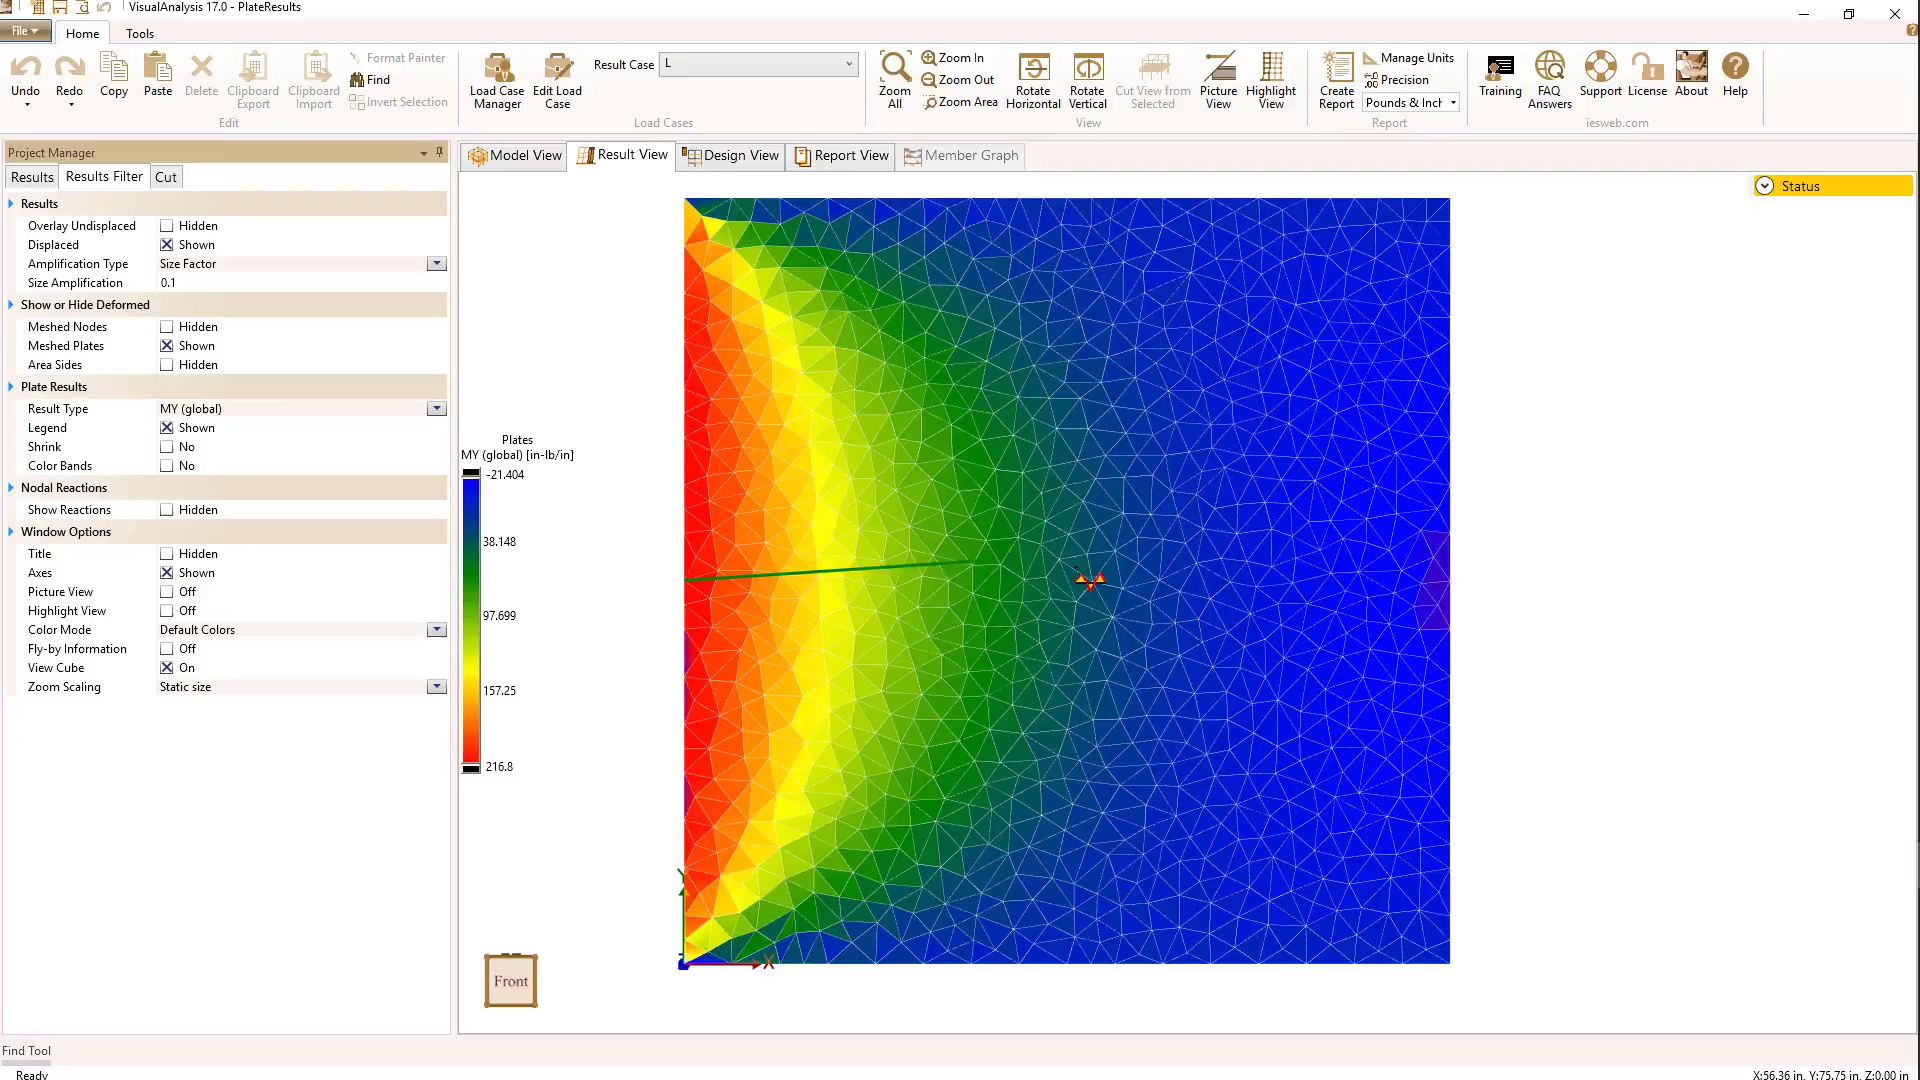 VisualAnalysis 17.0 - PlateResults
File
Home
Tools
Undo
Redo
Copy
Paste
Delete
Clipboard Export
Clipboard Import
Format Painter
Find
Invert Selection
Edit
Load Case Manager
Edit Load Case
Result Case
L
Load Cases
Zoom All
Zoom In
Zoom Out
Zoom Area
Rotate Horizontal
Rotate Vertical
Cut View from Selected
Picture View
Highlight View
View
Create Report
Manage Units
Precision
Pounds & Inch
Report
Training
FAQ Answers
Support
License
About
Help
iesweb.com
Project Manager
Results
Results Filter
Cut
Results
Overlay Undisplaced Hidden
Displaced Shown
Amplification Type Size Factor
Size Amplification 0.1
Show or Hide Deformed
Meshed Nodes Hidden
Meshed Plates Shown
Area Sides Hidden
Plate Results
Result Type MY (global)
Legend Shown
Shrink No
Color Bands No
Nodal Reactions
Show Reactions Hidden
Window Options
Title Hidden
Axes Shown
Picture View Off
Highlight View Off
Color Mode Default Colors
Fly-by Information Off
View Cube On
Zoom Scaling Static size
Model View
Result View
Design View
Report View
Member Graph
Status
Plates
MY (global) [in-lb/in]
-21.404
38.148
97.699
157.25
216.8
Y
X
Front
Find Tool
Ready
X:56.36 in, Y:75.75 in, Z:0.00 in